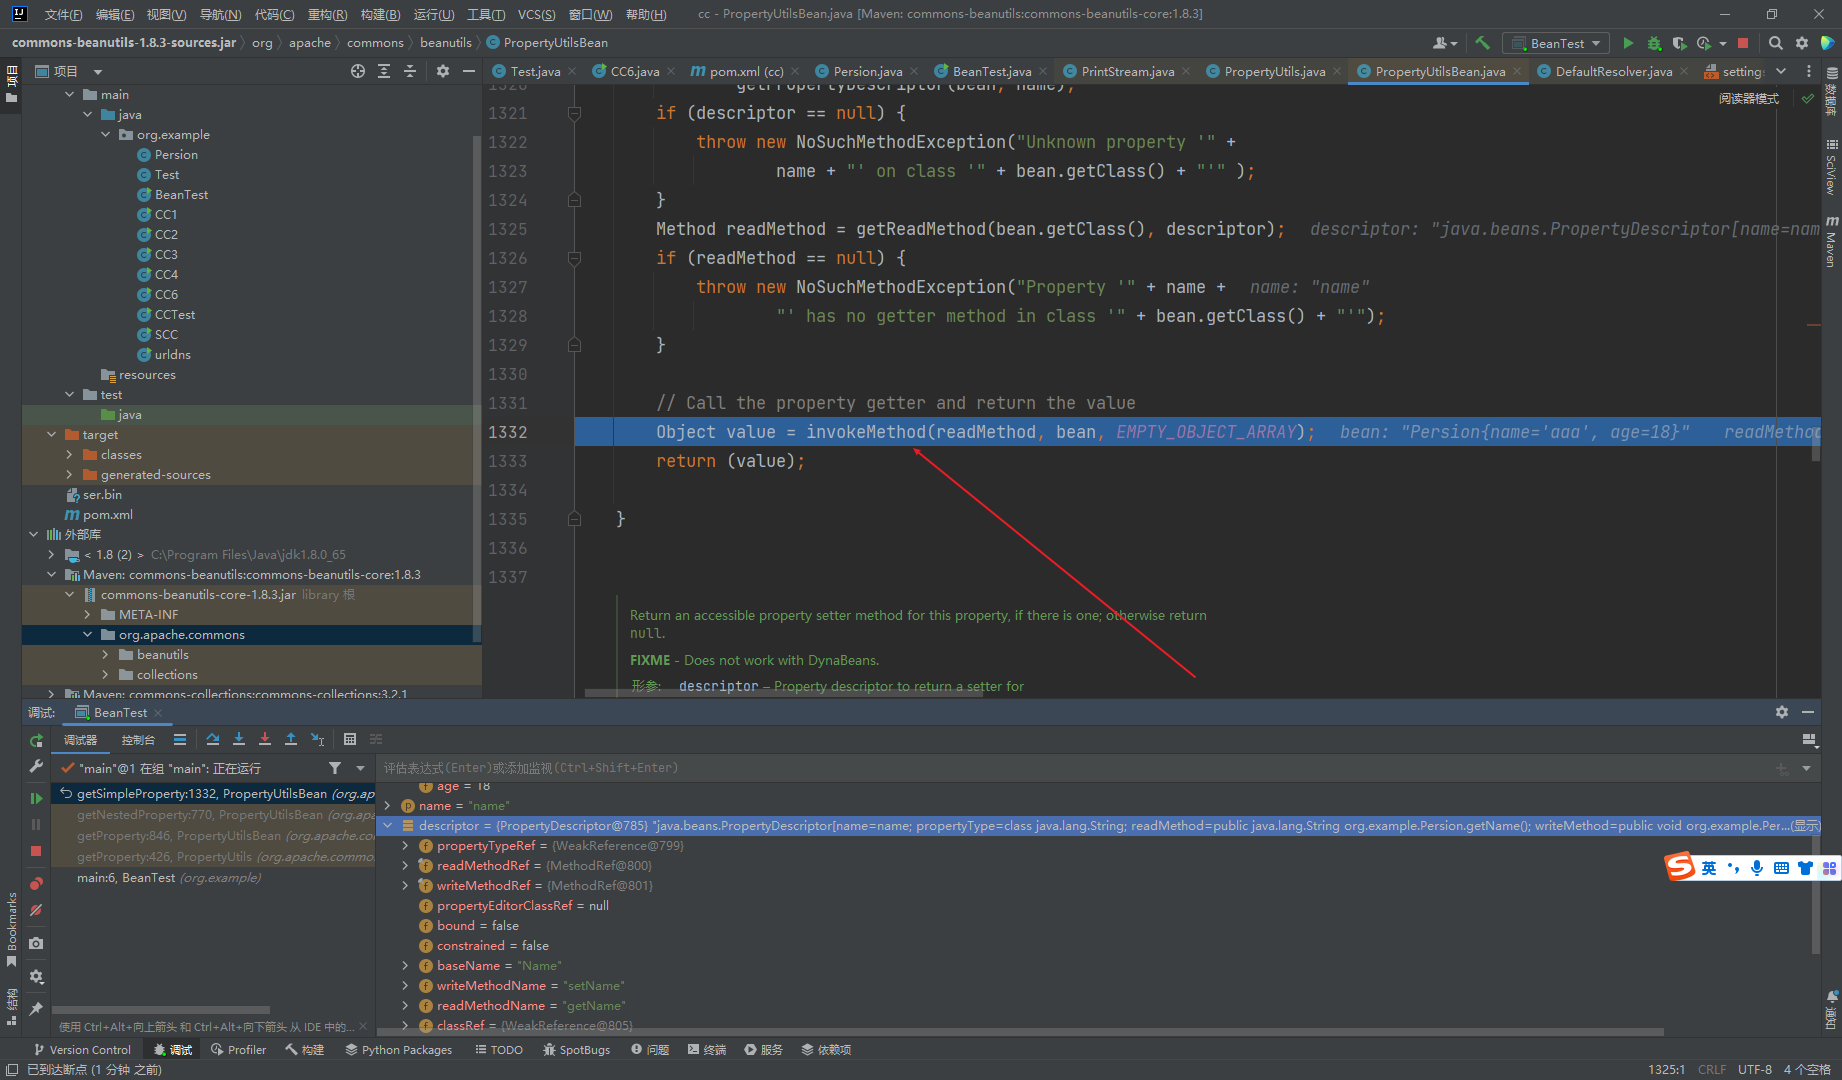 文件(F) 编辑(E) 视图(V) 导航(N) 代码(C) 重构(R) 构建(B) 运行(U) 工具(T) VCS(S) 窗口(W) 帮助(H) cc - PropertyUtilsBean.java [Maven: commons-beanutils:commons-beanutils-core:1.8.3]
commons-beanutils-1.8.3-sources.jar org apache commons beanutils PropertyUtilsBean BeanTest
项目 Test.java CC6.java pom.xml (cc) Persion.java BeanTest.java PrintStream.java PropertyUtils.java PropertyUtilsBean.java DefaultResolver.java setting
阅读器模式
main
java
org.example
Persion
Test
BeanTest
CC1
CC2
CC3
CC4
CC6
CCTest
SCC
urldns
resources
test
java
target
classes
generated-sources
ser.bin
pom.xml
外部库
< 1.8 (2) > C:\Program Files\Java\jdk1.8.0_65
Maven: commons-beanutils:commons-beanutils-core:1.8.3
commons-beanutils-core-1.8.3.jar library 根
META-INF
org.apache.commons
beanutils
collections
Maven: commons-collections:commons-collections:3.2.1
1320 getPropertyDescriptor(bean, name);
1321 if (descriptor == null) {
1322 throw new NoSuchMethodException("Unknown property '" +
1323 name + "' on class '" + bean.getClass() + "'" );
1324 }
1325 Method readMethod = getReadMethod(bean.getClass(), descriptor); descriptor: "java.beans.PropertyDescriptor[name=nam
1326 if (readMethod == null) {
1327 throw new NoSuchMethodException("Property '" + name + name: "name"
1328 "' has no getter method in class '" + bean.getClass() + "'");
1329 }
1330
1331 // Call the property getter and return the value
1332 Object value = invokeMethod(readMethod, bean, EMPTY_OBJECT_ARRAY); bean: "Persion{name='aaa', age=18}" readMethod
1333 return (value);
1334
1335 }
1336
1337
Return an accessible property setter method for this property, if there is one; otherwise return
null.
FIXME - Does not work with DynaBeans.
形参: descriptor – Property descriptor to return a setter for
项目
数据库
SciView
Maven
通知
Bookmarks
结构
调试: BeanTest
调试器 控制台
"main"@1 在组 "main": 正在运行
getSimpleProperty:1332, PropertyUtilsBean (org.ap
getNestedProperty:770, PropertyUtilsBean (org.apa
getProperty:846, PropertyUtilsBean (org.apache.co
getProperty:426, PropertyUtils (org.apache.commo
main:6, BeanTest (org.example)
使用 Ctrl+Alt+向上箭头 和 Ctrl+Alt+向下箭头 从 IDE 中的...
评估表达式(Enter)或添加监视(Ctrl+Shift+Enter)
age = 18
name = "name"
descriptor = {PropertyDescriptor@785} "java.beans.PropertyDescriptor[name=name; propertyType=class java.lang.String; readMethod=public java.lang.String org.example.Persion.getName(); writeMethod=public void org.example.Per...(显示)
propertyTypeRef = {WeakReference@799}
readMethodRef = {MethodRef@800}
writeMethodRef = {MethodRef@801}
propertyEditorClassRef = null
bound = false
constrained = false
baseName = "Name"
writeMethodName = "setName"
readMethodName = "getName"
classRef = {WeakReference@805}
英
Version Control 调试 Profiler 构建 Python Packages TODO SpotBugs 问题 终端 服务 依赖项
已到达断点 (1 分钟 之前) 1325:1 CRLF UTF-8 4 个空格